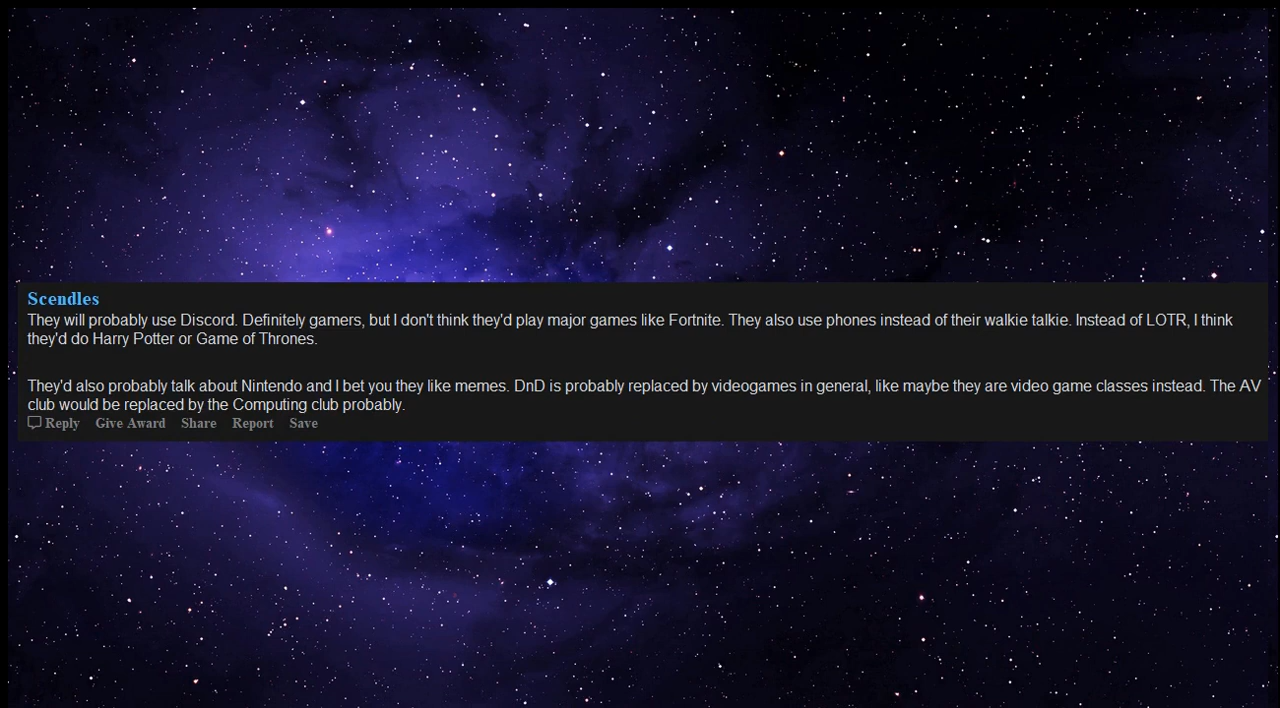 Scendles
They will probably use Discord. Definitely gamers, but I don't think they'd play major games like Fortnite. They also use phones instead of their walkie talkie. Instead of LOTR, I think
they'd do Harry Potter or Game of Thrones.
They'd also probably talk about Nintendo and I bet you they like memes. DnD is probably replaced by videogames in general, like maybe they are video game classes instead. The AV
club would be replaced by the Computing club probably.
Reply Give Award Share Report Save